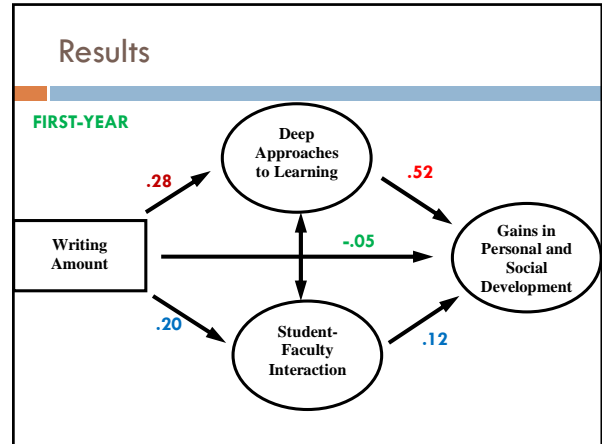 Results
FIRST-YEAR
Deep
Approaches
to Learning
.28
.52
Writing
Amount
-.05
Gains in
Personal and
Social
Development
.20
Student-
Faculty
Interaction
.12